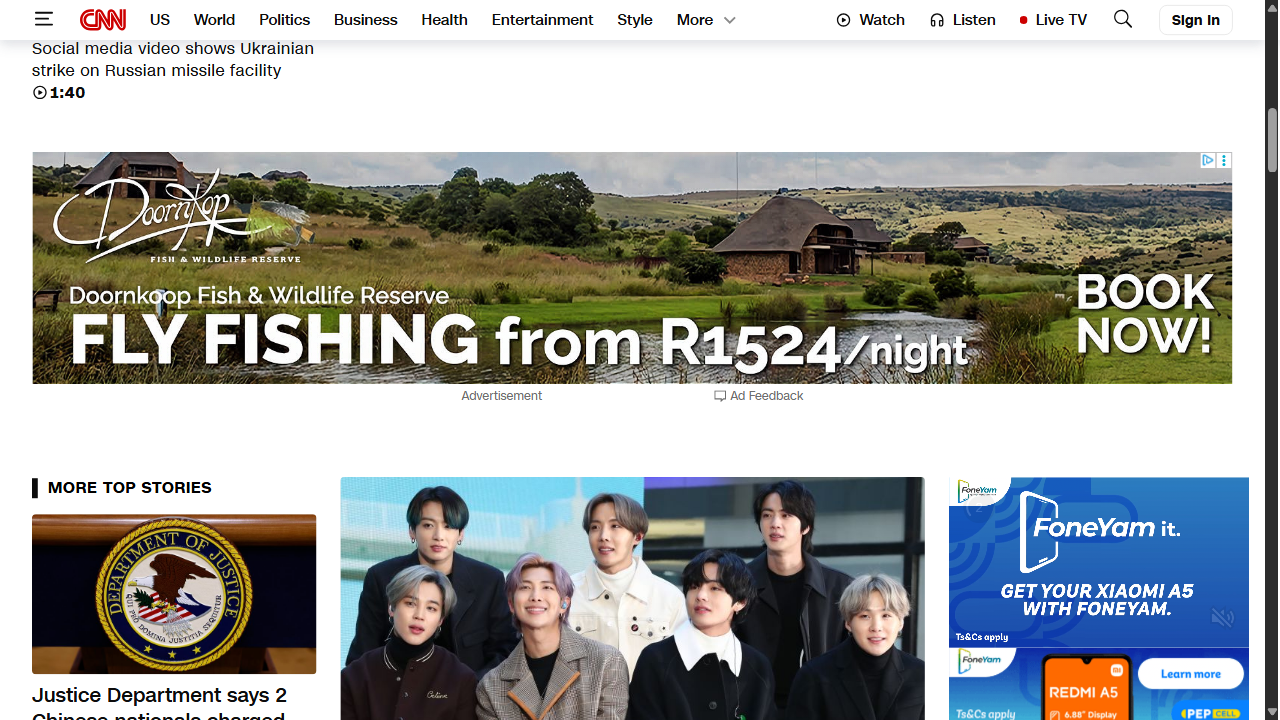 CNN
US World Politics Business Health Entertainment Style More Watch Listen Live TV Sign In
Social media video shows Ukrainian
strike on Russian missile facility
1:40
DoornKop
FISH & WILDLIFE RESERVE
Doornkoop Fish & Wildlife Reserve
FLY FISHING from R1524/night
BOOK
NOW!
Advertisement
Ad Feedback
MORE TOP STORIES
DEPARTMENT OF JUSTICE
QUI PRO DOMINA JUSTITIA SEQUITUR
Justice Department says 2
Chinese nationals charged
Celine
FoneYam
FoneYam it.
GET YOUR XIAOMI A5
WITH FONEYAM.
Ts&Cs apply
FoneYam
REDMI A5
6.88" Display
Learn more
PEP CELL
Ts&Cs apply